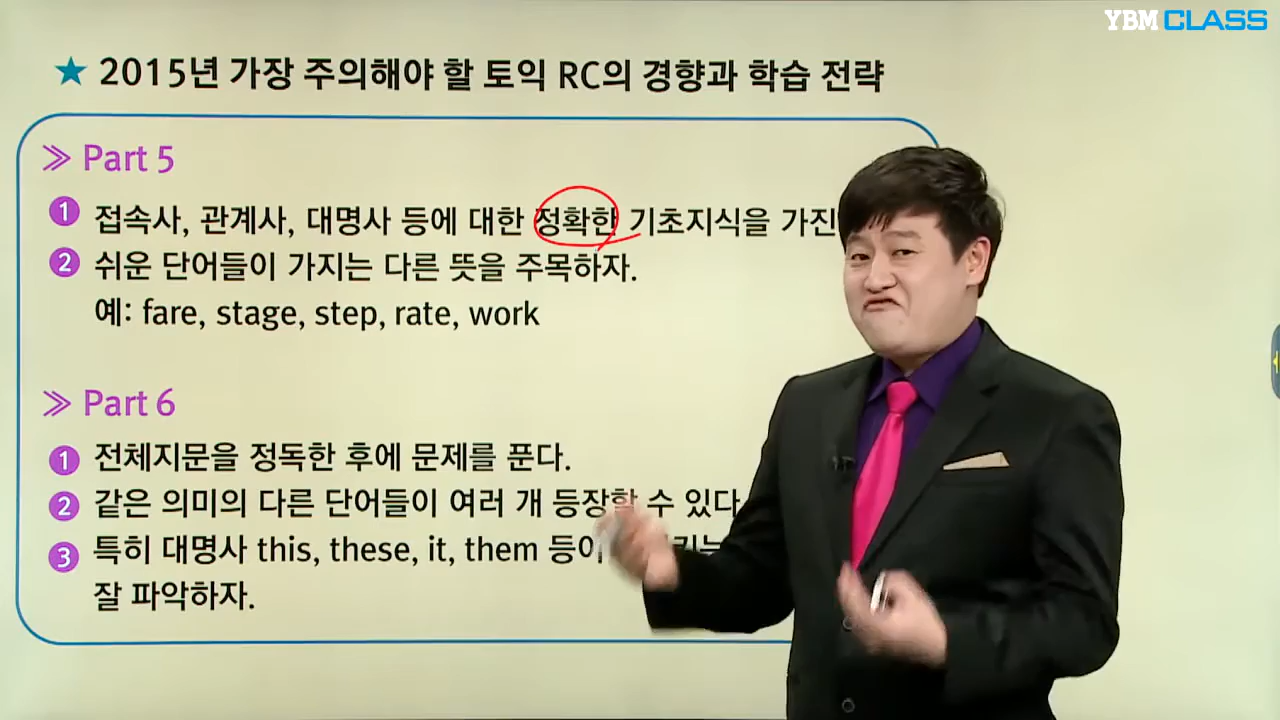 YBM CLASS
★ 2015년 가장 주의해야 할 토익 RC의 경향과 학습 전략
≫ Part 5
1 접속사, 관계사, 대명사 등에 대한 정확한 기초지식을 가진
2 쉬운 단어들이 가지는 다른 뜻을 주목하자.
예: fare, stage, step, rate, work
≫ Part 6
1 전체지문을 정독한 후에 문제를 푼다.
2 같은 의미의 다른 단어들이 여러 개 등장할 수 있다
3 특히 대명사 this, these, it, them 등이
잘 파악하자.